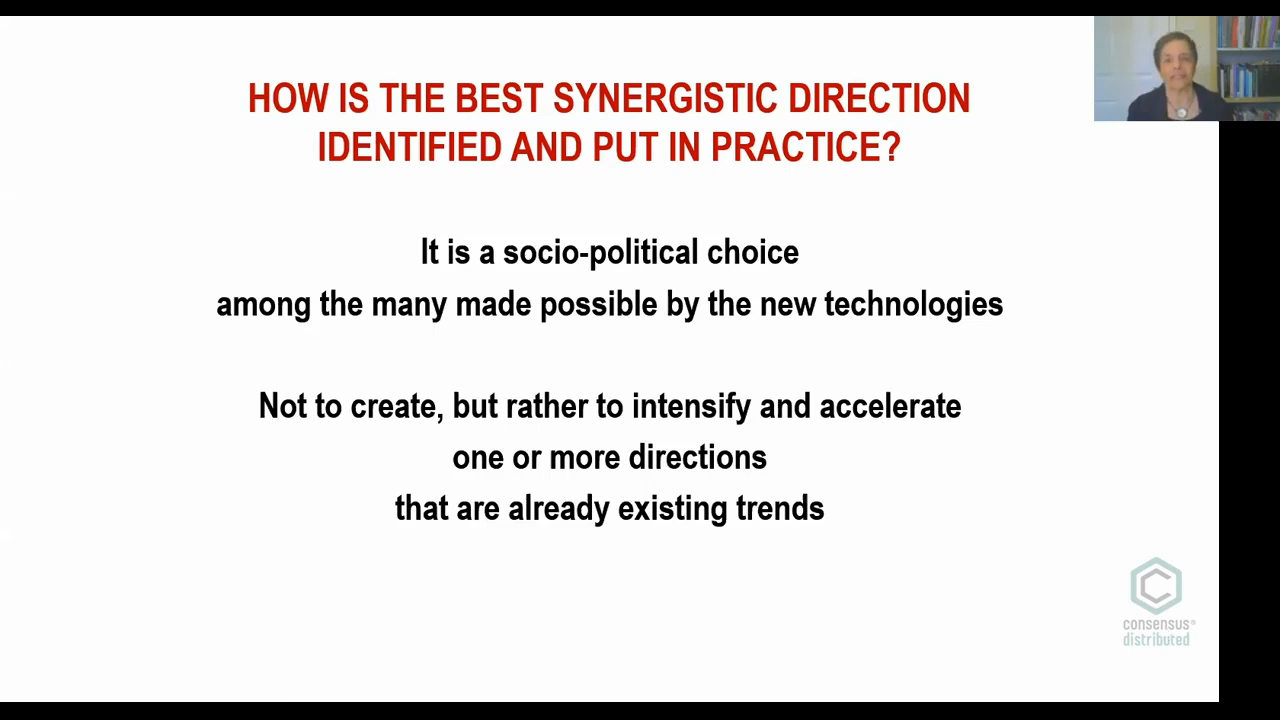 HOW IS THE BEST SYNERGISTIC DIRECTION
IDENTIFIED AND PUT IN PRACTICE?
It is a socio-political choice
among the many made possible by the new technologies
Not to create, but rather to intensify and accelerate
one or more directions
that are already existing trends
consensus®
distributed